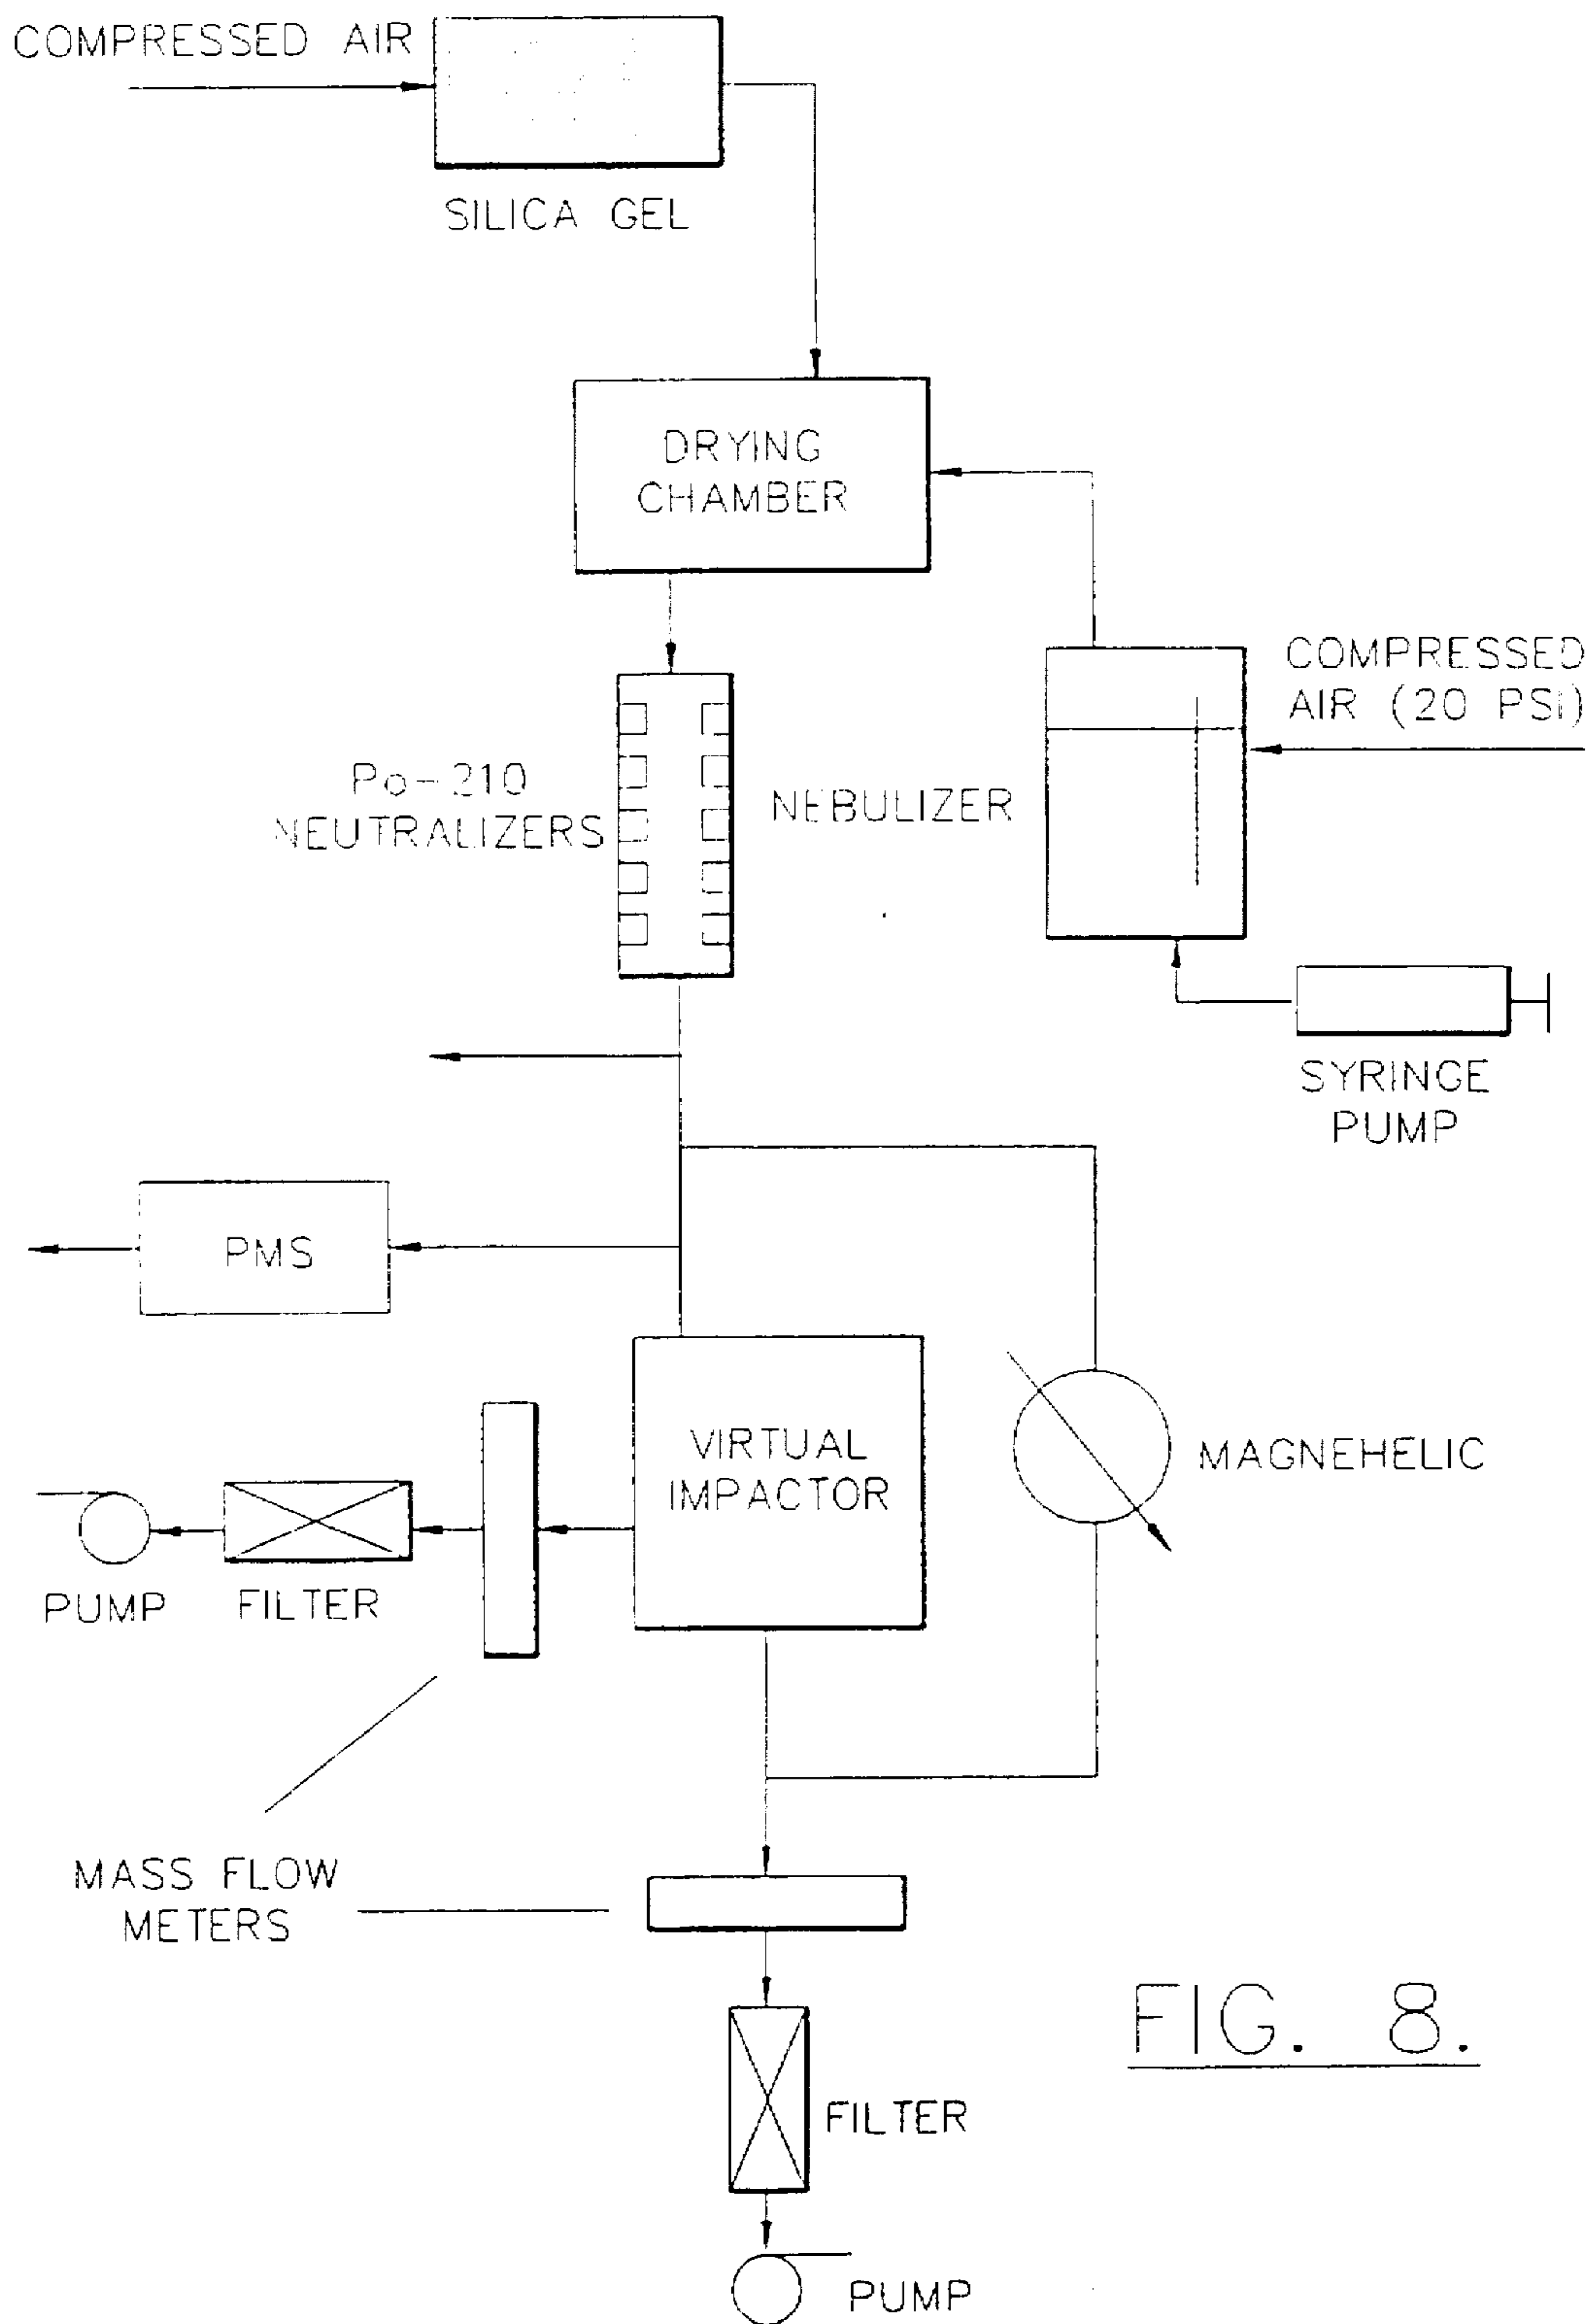 COMPRESSED AIR
SILICA GEL
DRYING
CHAMBER
COMPRESSED
AIR (20 PSI)
Po-210
NEUTRALIZERS
NEBULIZER
SYRINGE
PUMP
PMS
VIRTUAL
IMPACTOR
MAGNEHELIC
PUMP
FILTER
MASS FLOW
METERS
FIG. 8.
FILTER
PUMP